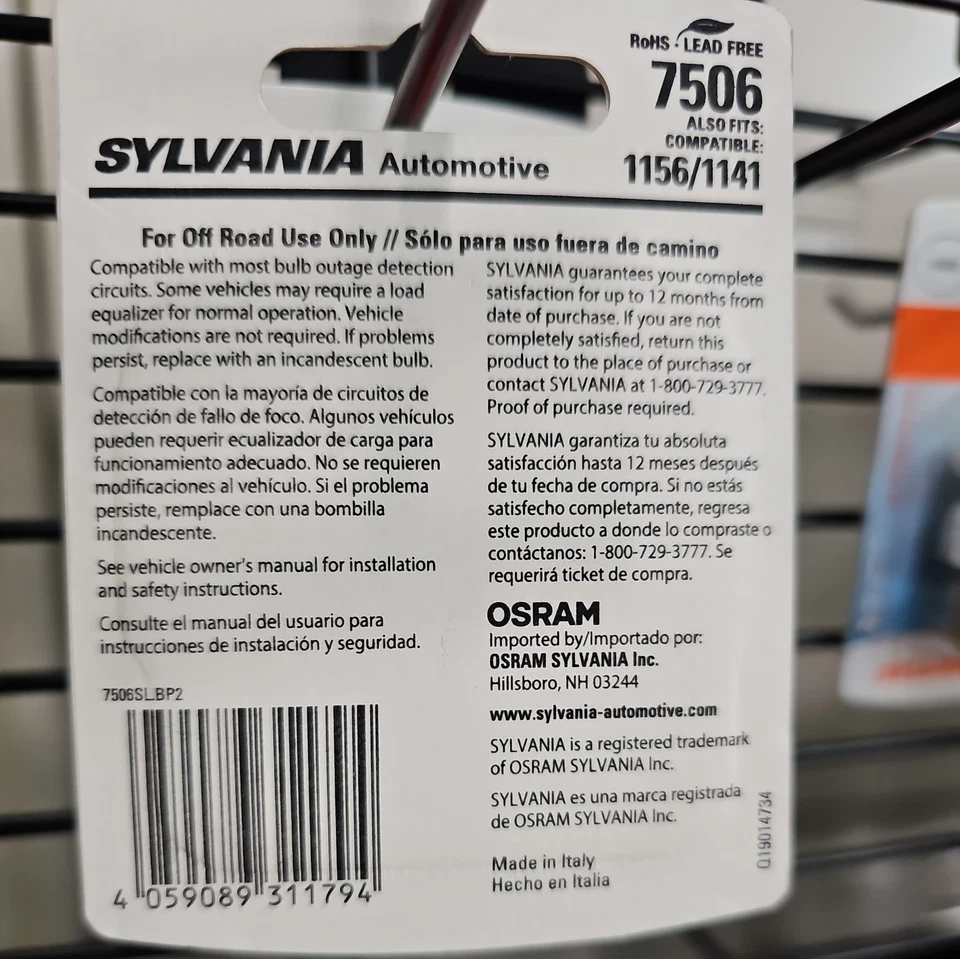 RoHS - LEAD FREE
7506
ALSO FITS:
COMPATIBLE:
1156/1141
SYLVANIA Automotive
For Off Road Use Only // Sólo para uso fuera de camino
Compatible with most bulb outage detection
circuits. Some vehicles may require a load
equalizer for normal operation. Vehicle
modifications are not required. If problems
persist, replace with an incandescent bulb.
Compatible con la mayoría de circuitos de
detección de fallo de foco. Algunos vehículos
pueden requerir ecualizador de carga para
funcionamiento adecuado. No se requieren
modificaciones al vehículo. Si el problema
persiste, remplace con una bombilla
incandescente.
See vehicle owner's manual for installation
and safety instructions.
Consulte el manual del usuario para
instrucciones de instalación y seguridad.
7506SLBP2
4 059089 311794
SYLVANIA guarantees your complete
satisfaction for up to 12 months from
date of purchase. If you are not
completely satisfied, return this
product to the place of purchase or
contact SYLVANIA at 1-800-729-3777.
Proof of purchase required.
SYLVANIA garantiza tu absoluta
satisfacción hasta 12 meses después
de tu fecha de compra. Si no estás
satisfecho completamente, regresa
este producto a donde lo compraste o
contáctanos: 1-800-729-3777. Se
requerirá ticket de compra.
OSRAM
Imported by/Importado por:
OSRAM SYLVANIA Inc.
Hillsboro, NH 03244
www.sylvania-automotive.com
SYLVANIA is a registered trademark
of OSRAM SYLVANIA Inc.
SYLVANIA es una marca registrada
de OSRAM SYLVANIA Inc.
Made in Italy
Hecho en Italia
Q19014734